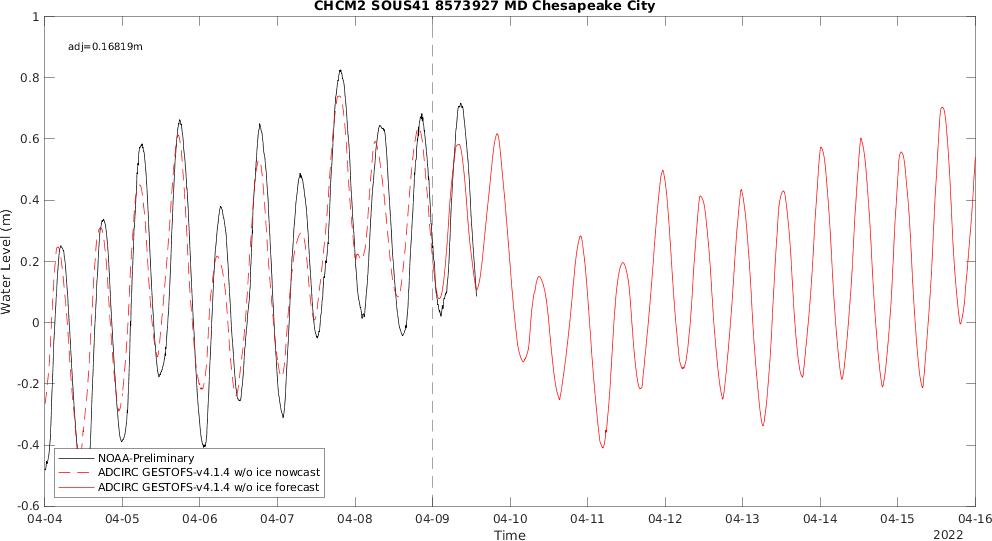 CHCM2 SOUS41 8573927 MD Chesapeake City
adj=0.16819m
1
0.8
0.6
0.4
0.2
0
-0.2
-0.4
-0.6
Water Level (m)
NOAA-Preliminary
ADCIRC GESTOFS-v4.1.4 w/o ice nowcast
ADCIRC GESTOFS-v4.1.4 w/o ice forecast
04-04 04-05 04-06 04-07 04-08 04-09 04-10 04-11 04-12 04-13 04-14 04-15 04-16
Time
2022